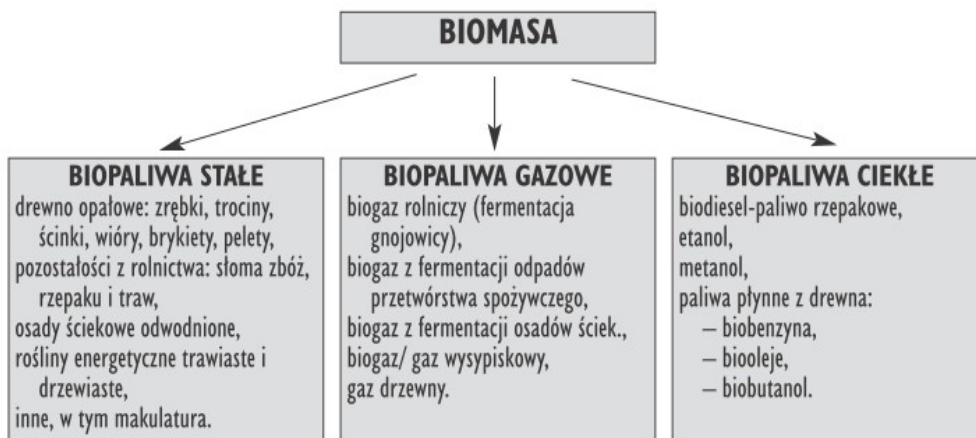 BIOMASA
BIOPALIWA STAŁE
drewno opałowe: zrębki, trociny,
ścinki, wióry, brykiety, pelety,
pozostałości z rolnictwa: słoma zbóż,
rzepaku i traw,
osady ściekowe odwodnione,
rośliny energetyczne trawiaste i
drzewiaste,
inne, w tym makulatura.
BIOPALIWA GAZOWE
biogaz rolniczy (fermentacja
gnojowicy),
biogaz z fermentacji odpadów
przetwórstwa spożywczego,
biogaz z fermentacji osadów ściek.,
biogaz/ gaz wysypiskowy,
gaz drzewny.
BIOPALIWA CIEKŁE
biodiesel-paliwo rzepakowe,
etanol,
metanol,
paliwa płynne z drewna:
– biobenzyna,
– biooleje,
– biobutanol.